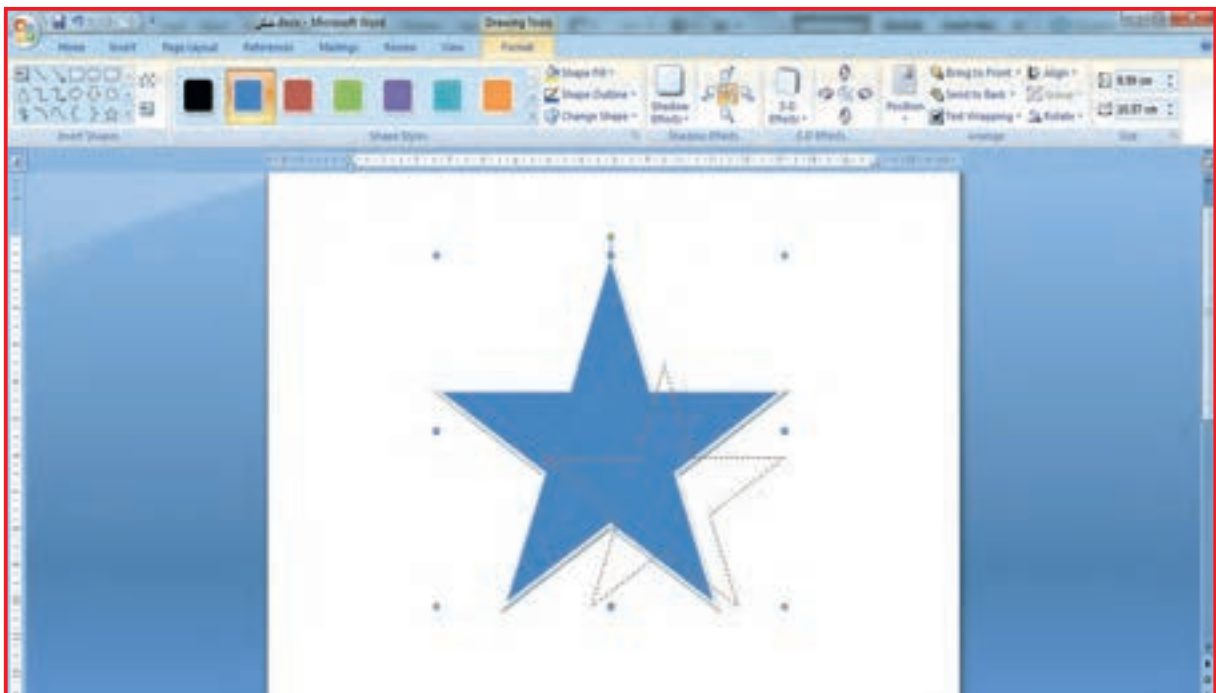 .docx - Microsoft Word
Drawing Tools
Home Insert Page Layout References Mailings Review View Format
Shape Fill
Shape Outline
Change Shape
Shadow Effects
3-D Effects
Position
Bring to Front
Send to Back
Text Wrapping
Align
Group
Rotate
Insert Shapes
Shape Styles
Shadow Effects
3-D Effects
Arrange
Size